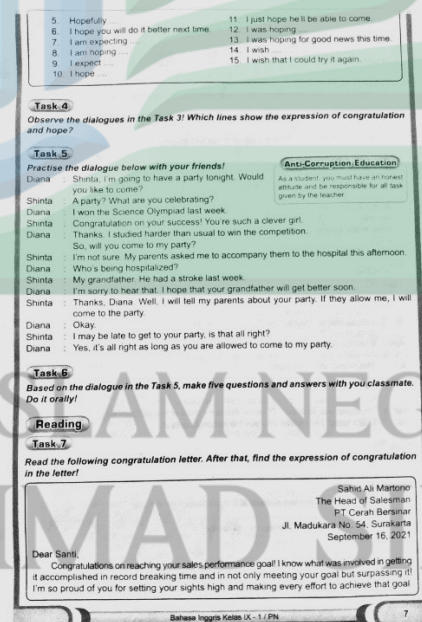 5. Hopefully ....
6. I hope you will do it better next time.
7. I am expecting ....
8. I am hoping ....
9. I expect ....
10. I hope ....
11. I just hope he'll be able to come.
12. I was hoping ....
13. I was hoping for good news this time.
14. I wish ....
15. I wish that I could try it again.
Task 4
Observe the dialogues in the Task 3! Which lines show the expression of congratulation
and hope?
Task 5
Practise the dialogue below with your friends!
Anti-Corruption Education
As a student, you must have an honest
attitude and be responsible for all task
given by the teacher.
Diana : Shinta, I'm going to have a party tonight. Would
you like to come?
Shinta : A party? What are you celebrating?
Diana : I won the Science Olympiad last week.
Shinta : Congratulation on your success! You're such a clever girl.
Diana : Thanks. I studied harder than usual to win the competition.
So, will you come to my party?
Shinta : I'm not sure. My parents asked me to accompany them to the hospital this afternoon.
Diana : Who's being hospitalized?
Shinta : My grandfather. He had a stroke last week.
Diana : I'm sorry to hear that. I hope that your grandfather will get better soon.
Shinta : Thanks, Diana. Well, I will tell my parents about your party. If they allow me, I will
come to the party.
Diana : Okay.
Shinta : I may be late to get to your party, is that all right?
Diana : Yes, it's all right as long as you are allowed to come to my party.
Task 6
Based on the dialogue in the Task 5, make five questions and answers with you classmate.
Do it orally!
Reading
Task 7
Read the following congratulation letter. After that, find the expression of congratulation
in the letter!
Sahid Ali Martono
The Head of Salesman
PT Cerah Bersinar
Jl. Madukara No. 54, Surakarta
September 16, 2021
Dear Santi,
Congratulations on reaching your sales performance goal! I know what was involved in getting
it accomplished in record breaking time and in not only meeting your goal but surpassing it!
I'm so proud of you for setting your sights high and making every effort to achieve that goal
Bahasa Inggris Kelas IX - 1 / PN
7
SLAM NEG
MAD S